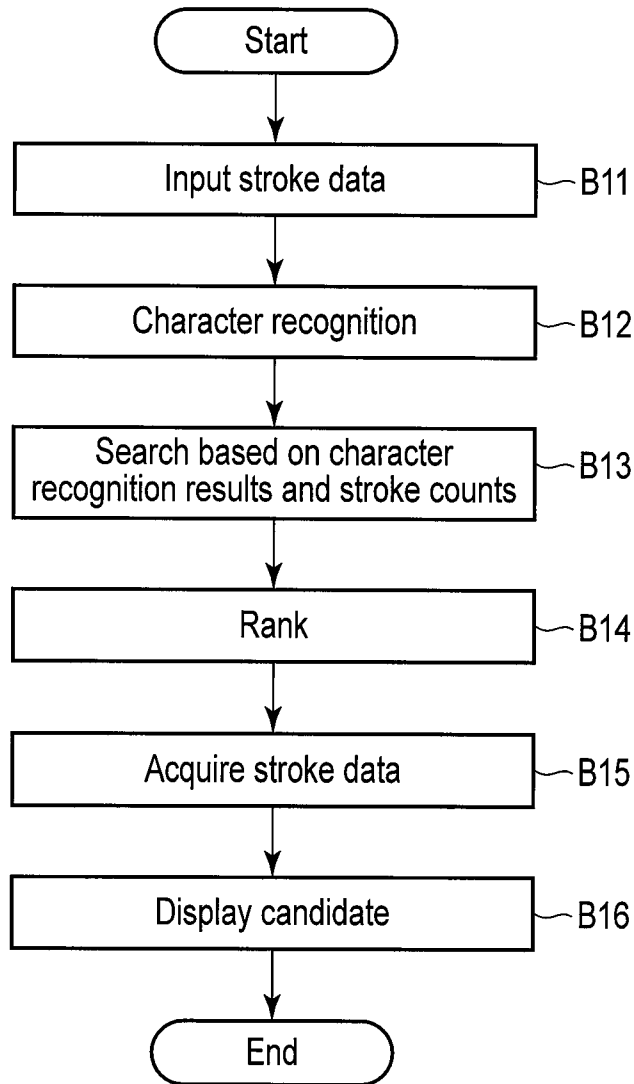 Start
Input stroke data
B11
Character recognition
B12
Search based on character
recognition results and stroke counts
B13
Rank
B14
Acquire stroke data
B15
Display candidate
B16
End